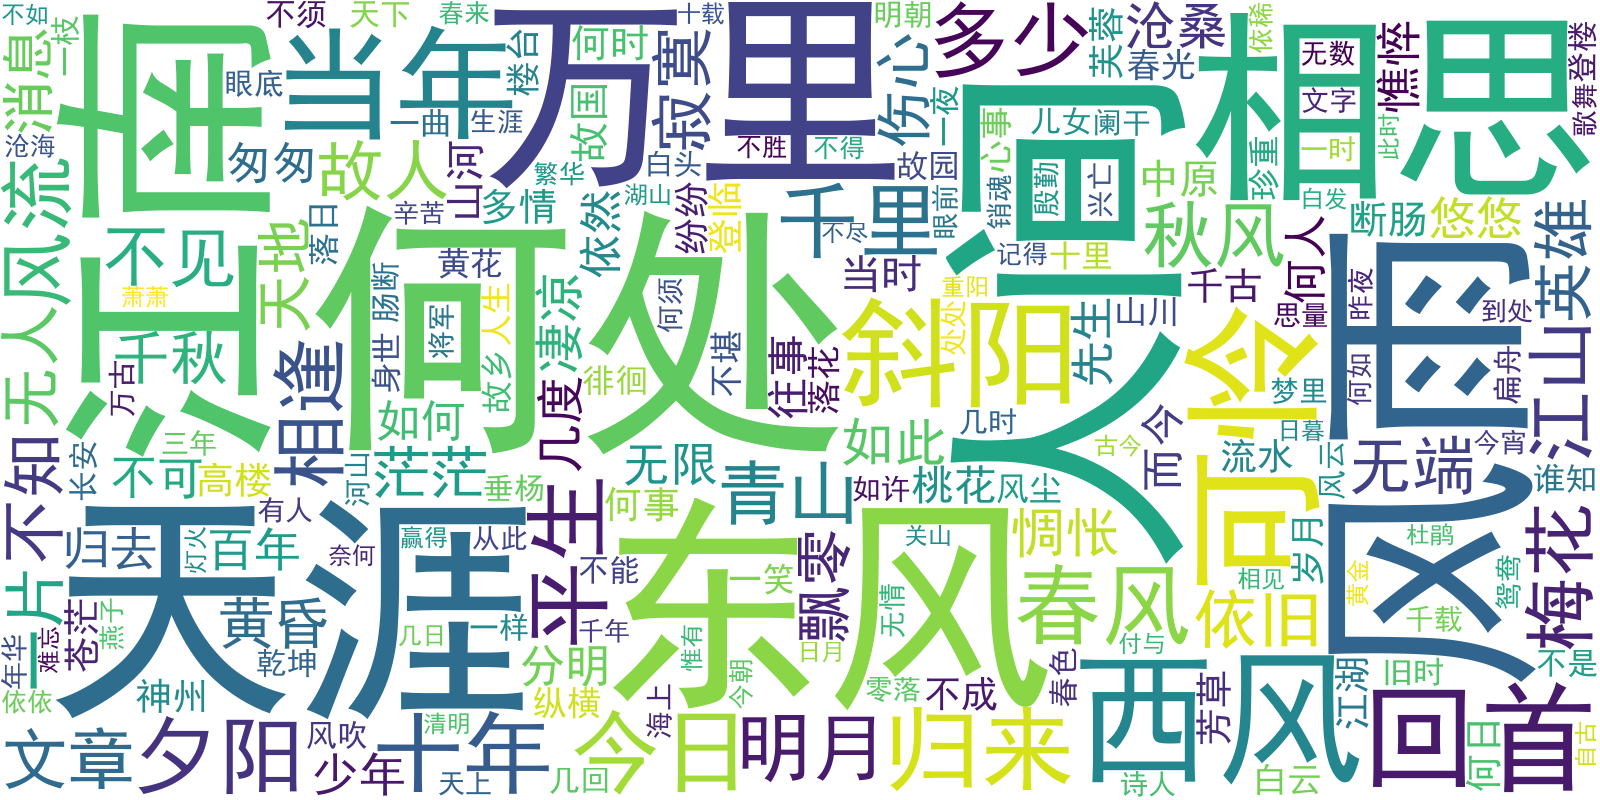 不如
一枝
消息
眼底
不须
天下
春来
当年
十载
万里
楼台
何时
寂寞
明朝
多少
伤心
沧桑
芙蓉
春光
相思
依稀
无数
憔悴
登楼
歌舞
文字
沧海
匆匆
江南
一曲
生涯
故国
不胜
不得
一夜
儿女
阑干
心事
珍重
一时
此时
风流
故人
山河
繁华
白头
故园
人间
殷勤
兴亡
中原
白发
辛苦
多情
湖山
纷纷
登临
千里
眼前
销魂
秋风
断肠
悠悠
英雄
不见
天地
落日
何处
依然
不尽
记得
十里
何人
风雨
黄花
当时
千古
昨夜
无人
萧萧
肠断
人生
凄凉
何须
重阳
思量
到处
千秋
身世
将军
不堪
往事
斜阳
处处
先生
山川
可怜
江山
相逢
故乡
徘徊
落花
梦里
何如
扁舟
万古
如何
几度
如此
几时
而今
日暮
不知
三年
茫茫
无限
青山
古今
流水
今宵
无端
长安
不可
高楼
河山
垂杨
何事
如许
桃花
风尘
风云
谁知
梅花
有人
平生
东风
关山
惆怅
岁月
归去
灯火
百年
奈何
赢得
从此
不能
一笑
飘零
杜鹃
一片
天涯
相见
黄金
鸳鸯
苍茫
燕子
黄昏
几日
一样
千年
惟有
无情
春风
依旧
千载
年华
难忘
乾坤
分明
日月
付与
不是
依依
神州
纵横
今朝
零落
不成
春色
西风
芳草
江湖
旧时
回首
文章
夕阳
风吹
少年
十年
清明
海上
今日
明月
归来
天上
几回
诗人
白云
何日
自古